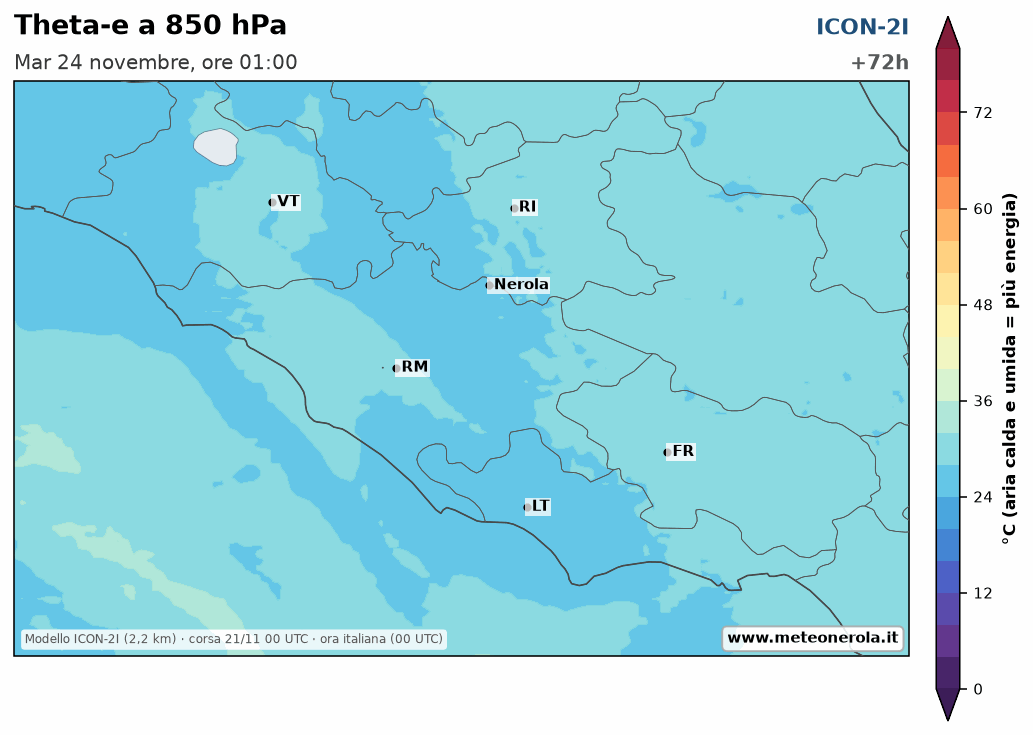 Theta-e a 850 hPa
ICON-2I
Mar 24 novembre, ore 01:00
+72h
VT
RI
Nerola
RM
FR
LT
Modello ICON-2I (2,2 km) · corsa 21/11 00 UTC · ora italiana (00 UTC)
www.meteonerola.it
72
60
48
36
24
12
0
°C (aria calda e umida = più energia)